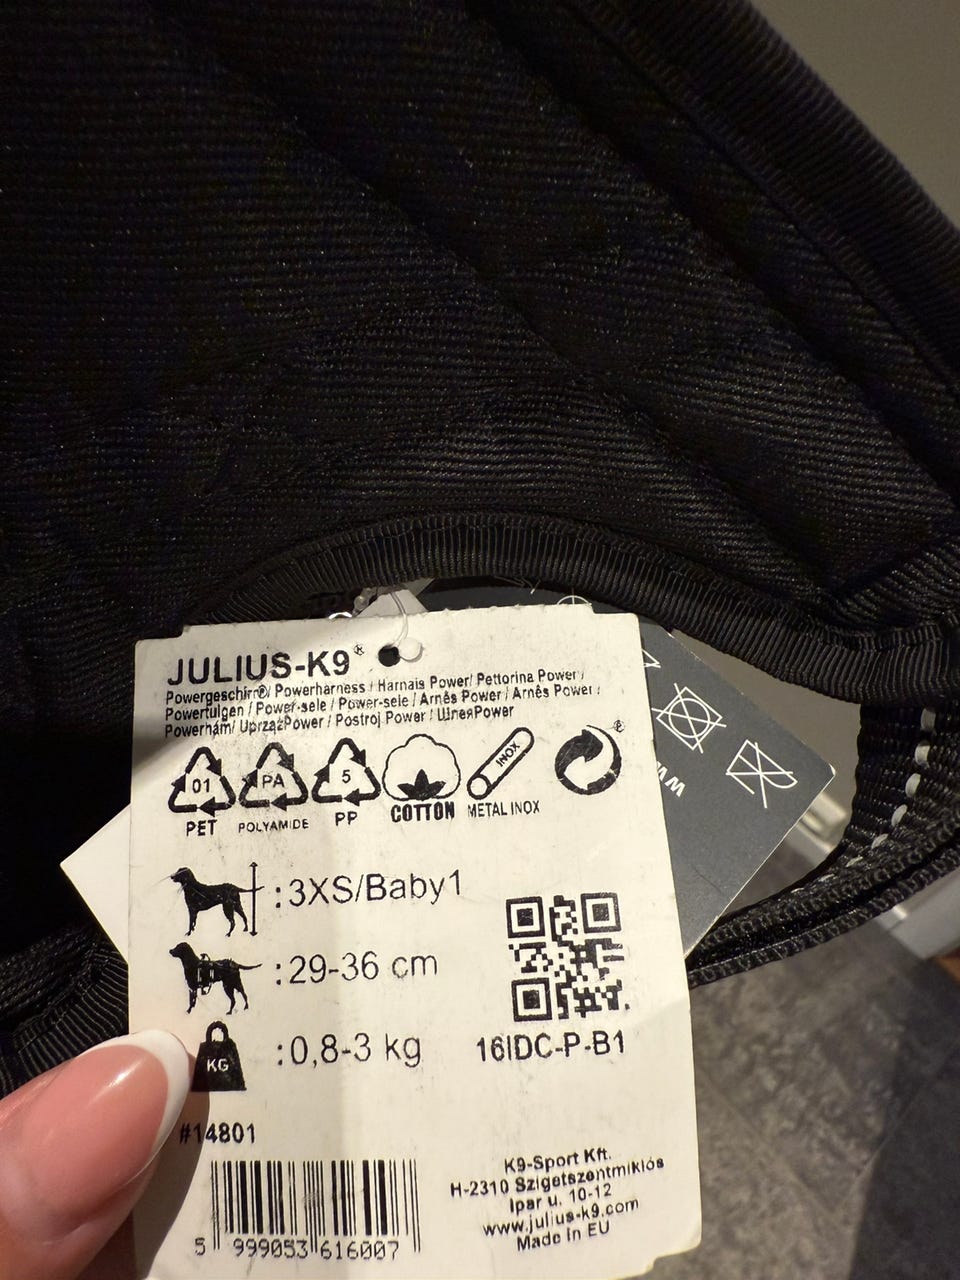 JULIUS-K9®
Powergeschirr®/ Powerharness / Harnais Power/ Pettorina Power /
Powertuigen / Power-sele / Power-sele / Arnês Power / Arnês Power /
Powerhám/ UprzążPower / Postroj Power / ШлеяPower
01 PA 5 INOX ®
PET POLYAMIDE PP COTTON METAL INOX
:3XS/Baby1
:29-36 cm
KG :0,8-3 kg
16IDC-P-B1
#14801
5 999053 616007
K9-Sport Kft.
H-2310 Szigetszentmiklós
Ipar u. 10-12
www.julius-k9.com
Made in EU